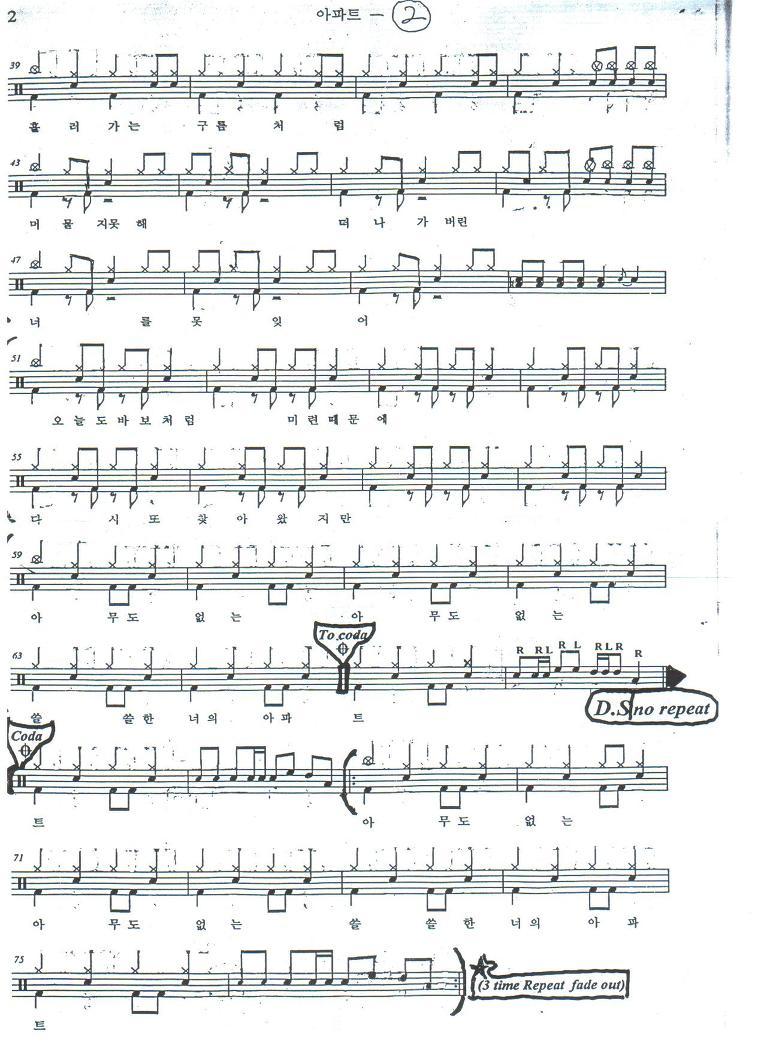 2 아파트 - 2
39
흘 러 가는 구름 처 럼
43
머 물 지못 해 떠 나 가 버린
47
너 를 못 잊 어
51
오 늘 도 바 보 처 럼 미 련 때 문 에
55
다 시 또 찾 아 왔 지 만
59
아 무 도 없 는 아 무 도 없 는
To coda
63
R RL R L RLR R
쓸 쓸 한 너 의 아 파 트
D.S no repeat
Coda
트 아 무 도 없 는
71
아 무 도 없 는 쓸 쓸 한 너 의 아 파
75
(3 time Repeat fade out)
트